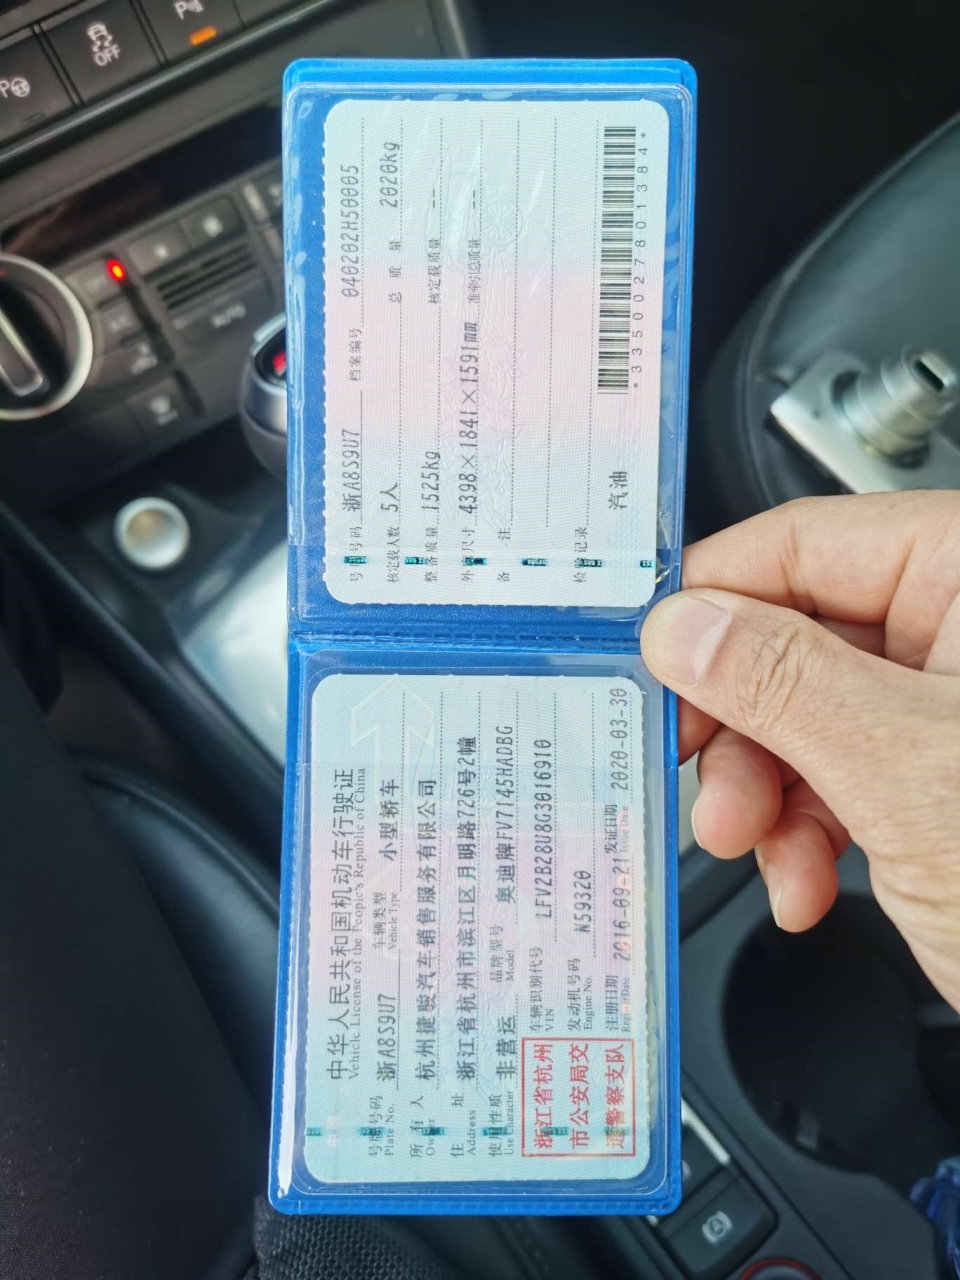 中华人民共和国机动车行驶证
Vehicle License of the People's Republic of China
号牌号码 浙A8S9U7 车辆类型 小型轿车
Plate No. Vehicle Type
所有人 杭州捷骏汽车销售服务有限公司
Owner
住址 浙江省杭州市滨江区月明路726号2幢
Address
使用性质 非营运 品牌型号 奥迪牌FV7145HADBG
Use Character Model
浙江省杭州
市公安局交
通警察支队
车辆识别代号 LFV2B28U8G3016910
VIN
发动机号码 N59320
Engine No.
注册日期 2016-09-21 发证日期 2020-03-30
Register Date Issue Date
号牌号码 浙A8S9U7 档案编号 040202H50005
核定载人数 5人 总质量 2020kg
整备质量 1525kg 核定载质量 --
外廓尺寸 4398×1841×1591mm 准牵引总质量 --
备注
检验记录
汽油
*3350027801384*
OFF
AUTO
A/C